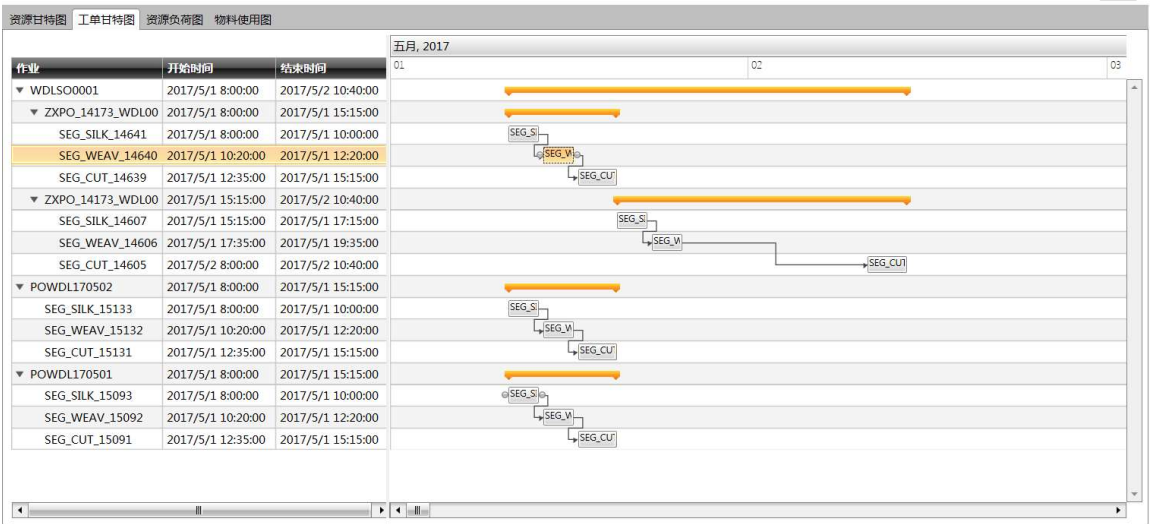 资源甘特图 工单甘特图 资源负荷图 物料使用图
五月, 2017
作业 开始时间 结束时间 01 02 03
WDLSO0001 2017/5/1 8:00:00 2017/5/2 10:40:00
ZXPO_14173_WDL00 2017/5/1 8:00:00 2017/5/1 15:15:00
SEG_SILK_14641 2017/5/1 8:00:00 2017/5/1 10:00:00 SEG_S
SEG_WEAV_14640 2017/5/1 10:20:00 2017/5/1 12:20:00 SEG_W
SEG_CUT_14639 2017/5/1 12:35:00 2017/5/1 15:15:00 SEG_CU
ZXPO_14173_WDL00 2017/5/1 15:15:00 2017/5/2 10:40:00
SEG_SILK_14607 2017/5/1 15:15:00 2017/5/1 17:15:00 SEG_S
SEG_WEAV_14606 2017/5/1 17:35:00 2017/5/1 19:35:00 SEG_W
SEG_CUT_14605 2017/5/2 8:00:00 2017/5/2 10:40:00 SEG_CUT
POWDL170502 2017/5/1 8:00:00 2017/5/1 15:15:00
SEG_SILK_15133 2017/5/1 8:00:00 2017/5/1 10:00:00 SEG_S
SEG_WEAV_15132 2017/5/1 10:20:00 2017/5/1 12:20:00 SEG_W
SEG_CUT_15131 2017/5/1 12:35:00 2017/5/1 15:15:00 SEG_CU
POWDL170501 2017/5/1 8:00:00 2017/5/1 15:15:00
SEG_SILK_15093 2017/5/1 8:00:00 2017/5/1 10:00:00 SEG_S
SEG_WEAV_15092 2017/5/1 10:20:00 2017/5/1 12:20:00 SEG_W
SEG_CUT_15091 2017/5/1 12:35:00 2017/5/1 15:15:00 SEG_CU